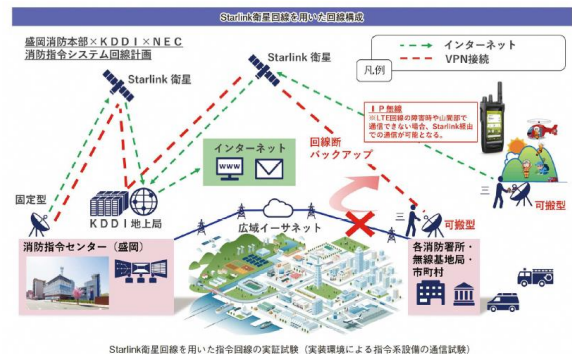 Starlink衛星回線を用いた回線構成
盛岡消防本部×KDDI×NEC
消防指令システム回線計画
Starlink 衛星
Starlink 衛星
インターネット
VPN接続
凡例
ＩＰ無線
※LTE回線の障害時や山間部で
通信できない場合、Starlink経由
での通信が可能となる。
回線断
バックアップ
インターネット
WWW
固定型
KDDI地上局
可搬型
可搬型
広域イーサネット
消防指令センター（盛岡）
各消防署所・
無線基地局・
市町村
Starlink衛星回線を用いた指令回線の実証試験（実装環境による指令系設備の通信試験）